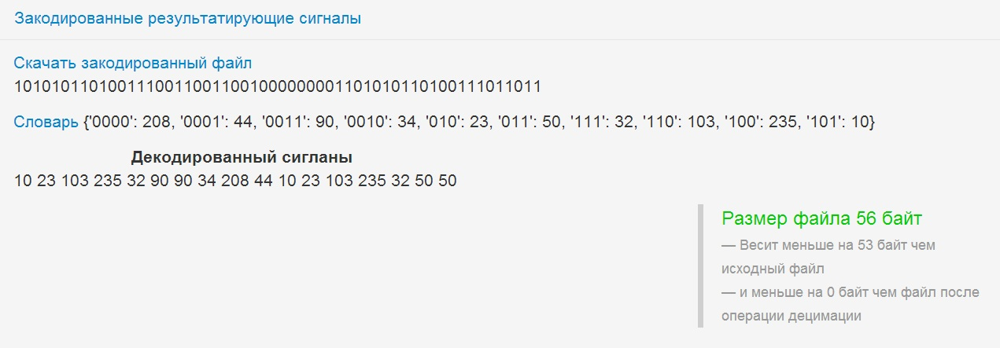 Закодированные результатирующие сигналы
Скачать закодированный файл
10101011010011100110011001000000000110101011010​0111011011
Словарь {'0000': 208, '0001': 44, '0011': 90, '0010': 34, '010': 23, '011': 50, '111': 32, '110': 103, '100': 235, '101': 10}
Декодированный сигланы
10 23 103 235 32 90 90 34 208 44 10 23 103 235 32 50 50
Размер файла 56 байт
— Весит меньше на 53 байт чем
исходный файл
— и меньше на 0 байт чем файл после
операции децимации